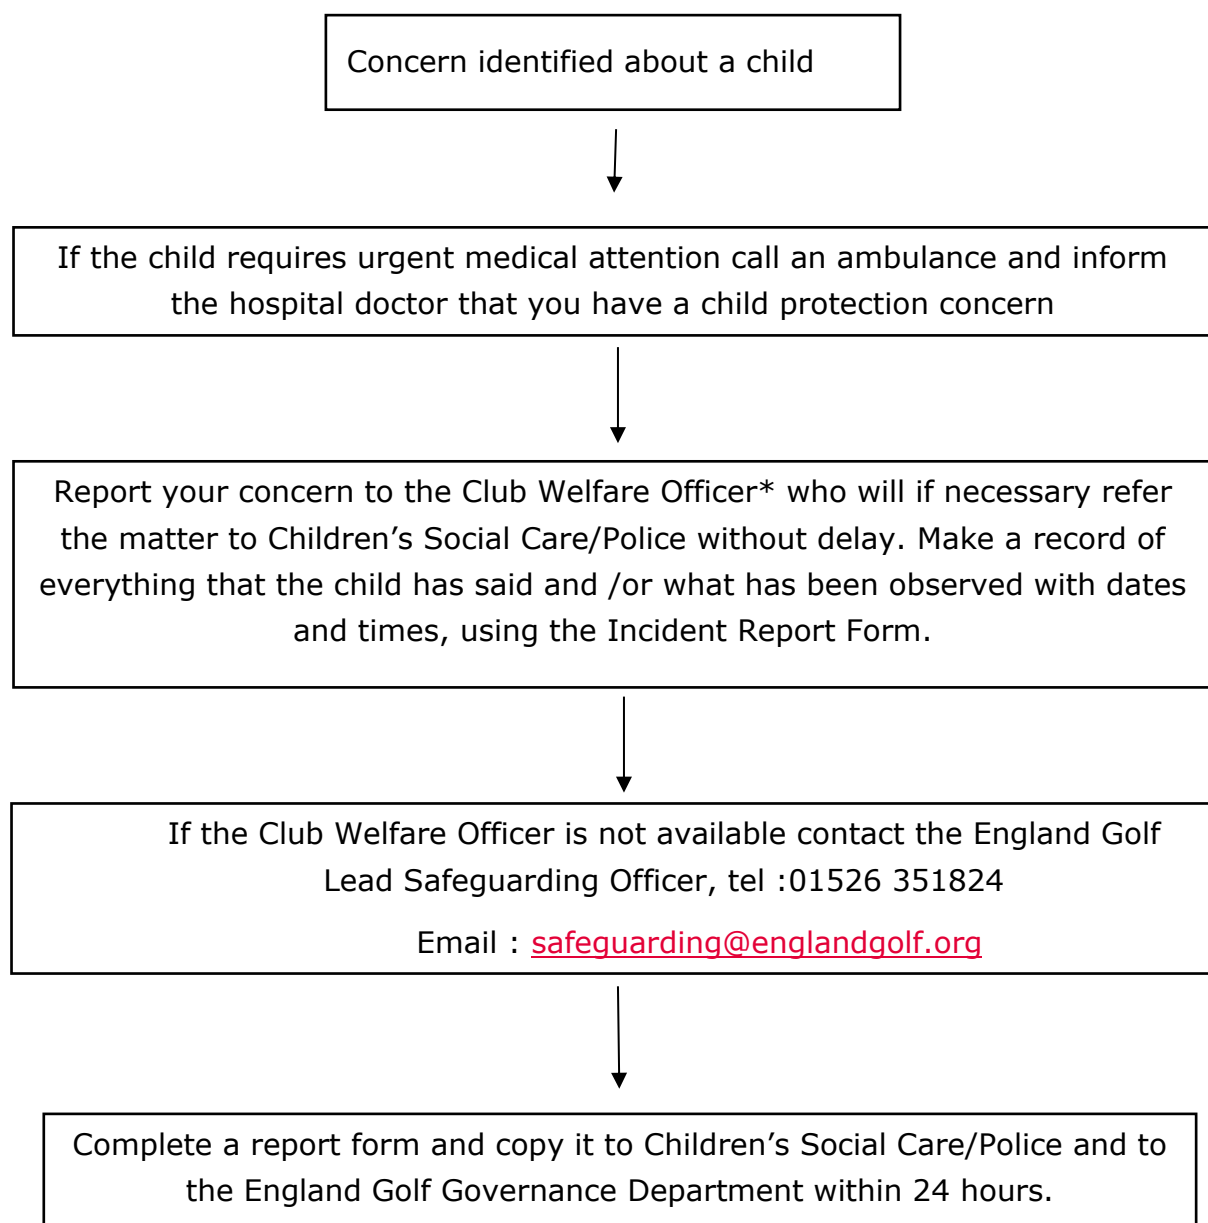 Concern identified about a child
If the child requires urgent medical attention call an ambulance and inform
the hospital doctor that you have a child protection concern
Report your concern to the Club Welfare Officer* who will if necessary refer
the matter to Children’s Social Care/Police without delay. Make a record of
everything that the child has said and /or what has been observed with dates
and times, using the Incident Report Form.
If the Club Welfare Officer is not available contact the England Golf
Lead Safeguarding Officer, tel :01526 351824
Email : safeguarding@englandgolf.org
Complete a report form and copy it to Children’s Social Care/Police and to
the England Golf Governance Department within 24 hours.